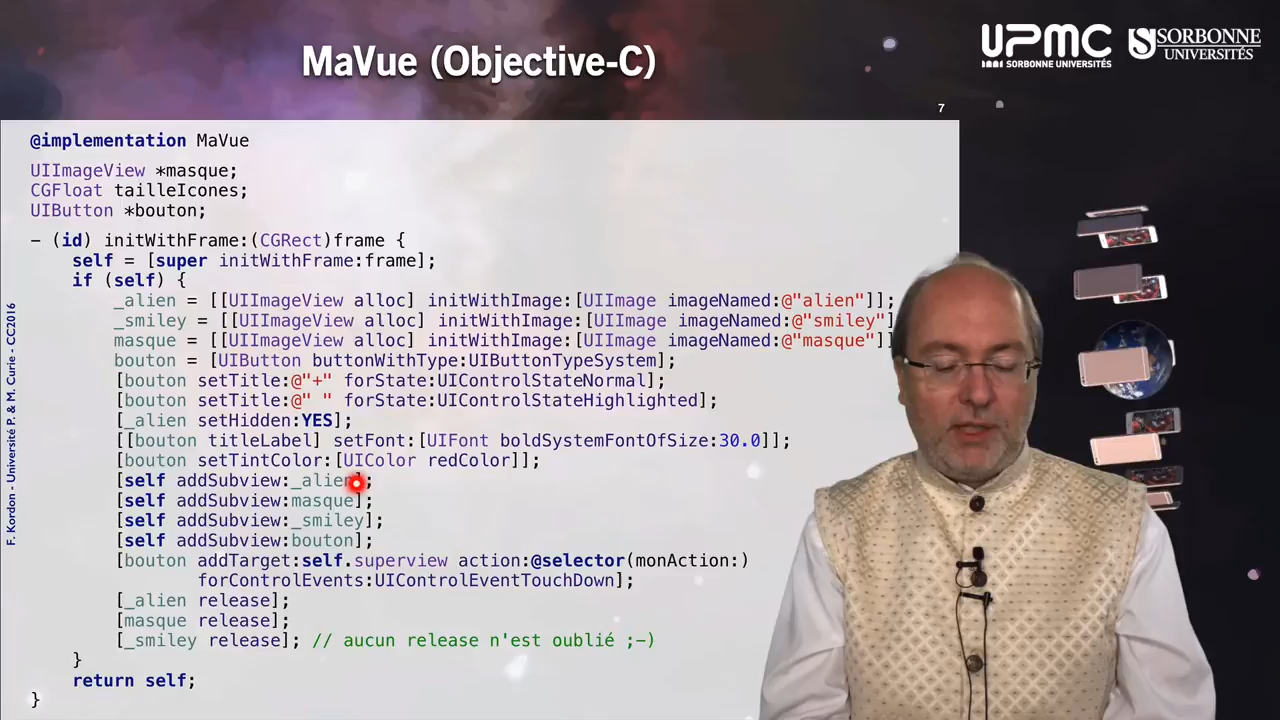 MaVue (Objective-C)
UPMC
SORBONNE UNIVERSITÉS
SORBONNE
UNIVERSITÉS
7
@implementation MaVue
UIImageView *masque;
CGFloat tailleIcones;
UIButton *bouton;
- (id) initWithFrame:(CGRect)frame {
self = [super initWithFrame:frame];
if (self) {
_alien = [[UIImageView alloc] initWithImage:[UIImage imageNamed:@"alien"]];
_smiley = [[UIImageView alloc] initWithImage:[UIImage imageNamed:@"smiley"]
masque = [[UIImageView alloc] initWithImage:[UIImage imageNamed:@"masque"]]
bouton = [UIButton buttonWithType:UIButtonTypeSystem];
[bouton setTitle:@"+" forState:UIControlStateNormal];
[bouton setTitle:@" " forState:UIControlStateHighlighted];
[_alien setHidden:YES];
[[bouton titleLabel] setFont:[UIFont boldSystemFontOfSize:30.0]];
[bouton setTintColor:[UIColor redColor]];
[self addSubview:_alien];
[self addSubview:masque];
[self addSubview:_smiley];
[self addSubview:bouton];
[bouton addTarget:self.superview action:@selector(monAction:)
forControlEvents:UIControlEventTouchDown];
[_alien release];
[masque release];
[_smiley release]; // aucun release n'est oublié ;-)
}
return self;
}
F. Kordon - Université P. & M. Curie - CC2016